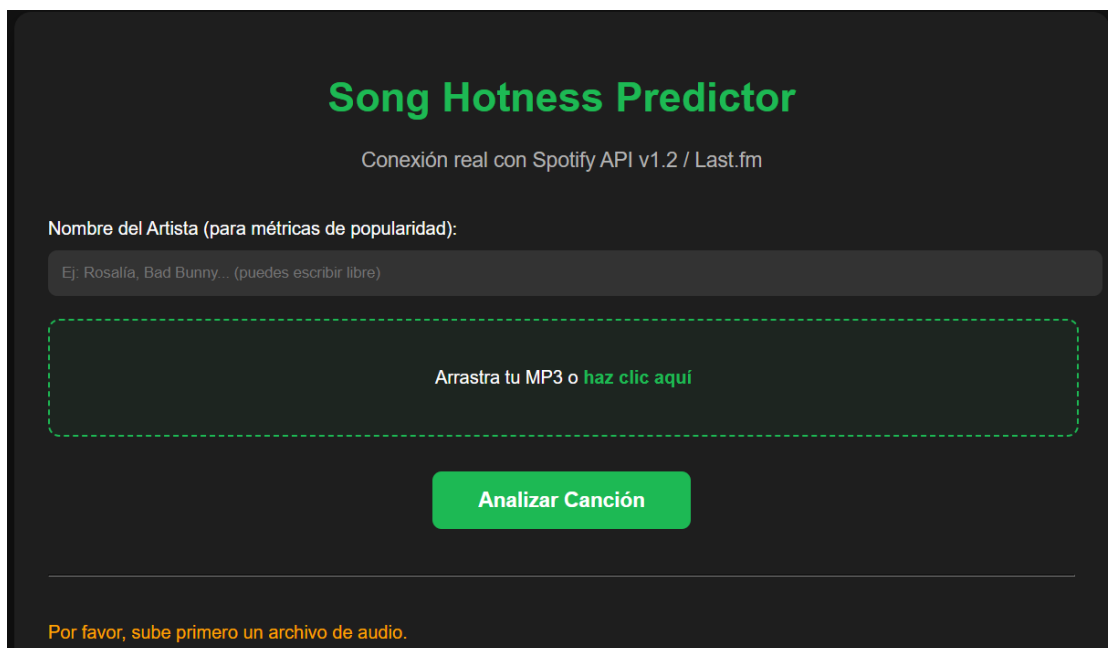 Song Hotness Predictor
Conexión real con Spotify API v1.2 / Last.fm
Nombre del Artista (para métricas de popularidad):
Ej: Rosalía, Bad Bunny... (puedes escribir libre)
Arrastra tu MP3 o haz clic aquí
Analizar Canción
Por favor, sube primero un archivo de audio.